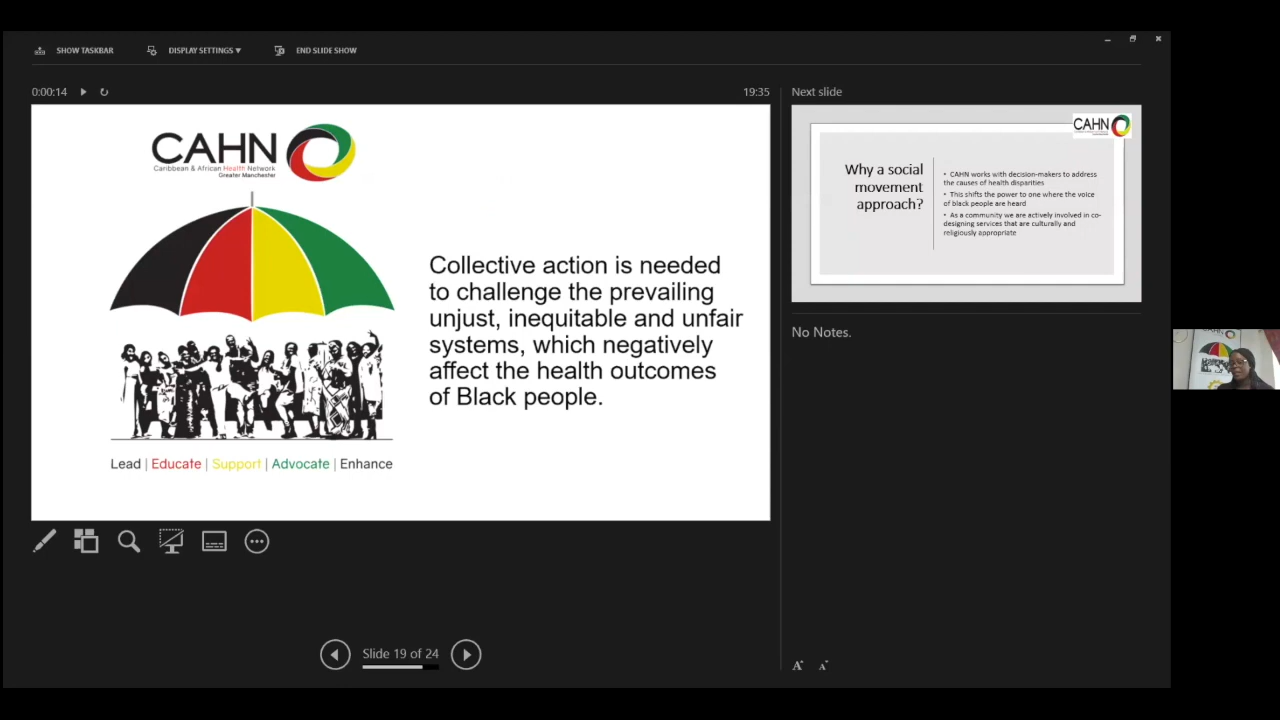 SHOW TASKBAR
DISPLAY SETTINGS ▼
END SLIDE SHOW
0:00:14
19:35
CAHN
Caribbean & African Health Network
Greater Manchester
Collective action is needed
to challenge the prevailing
unjust, inequitable and unfair
systems, which negatively
affect the health outcomes
of Black people.
Lead | Educate | Support | Advocate | Enhance
Slide 19 of 24
Next slide
CAHN
Why a social
movement
approach?
• CAHN works with decision-makers to address
the causes of health disparities
• This shifts the power to one where the voice
of black people are heard
• As a community we are actively involved in co-
designing services that are culturally and
religiously appropriate
No Notes.
A A